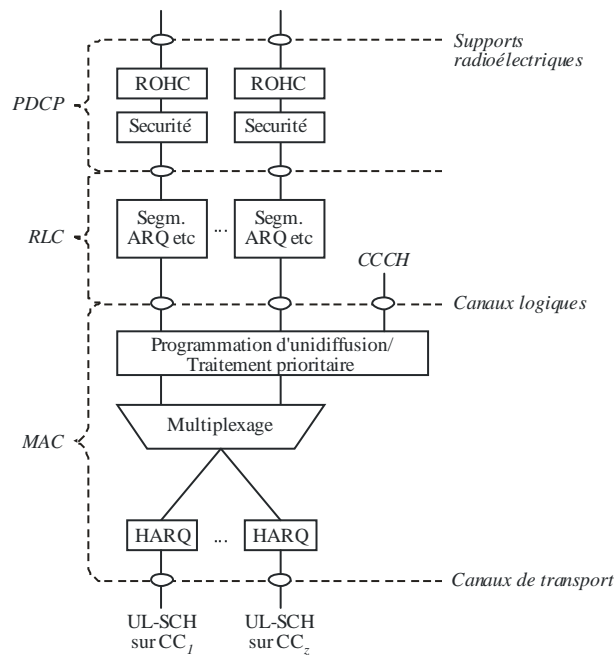 Supports
radioélectriques
ROHC
ROHC
PDCP
Securité
Securité
Segm.
ARQ etc
...
Segm.
ARQ etc
RLC
CCCH
Canaux logiques
Programmation d'unidiffusion/
Traitement prioritaire
Multiplexage
MAC
HARQ
...
HARQ
Canaux de transport
UL-SCH
sur CC1
UL-SCH
sur CCz